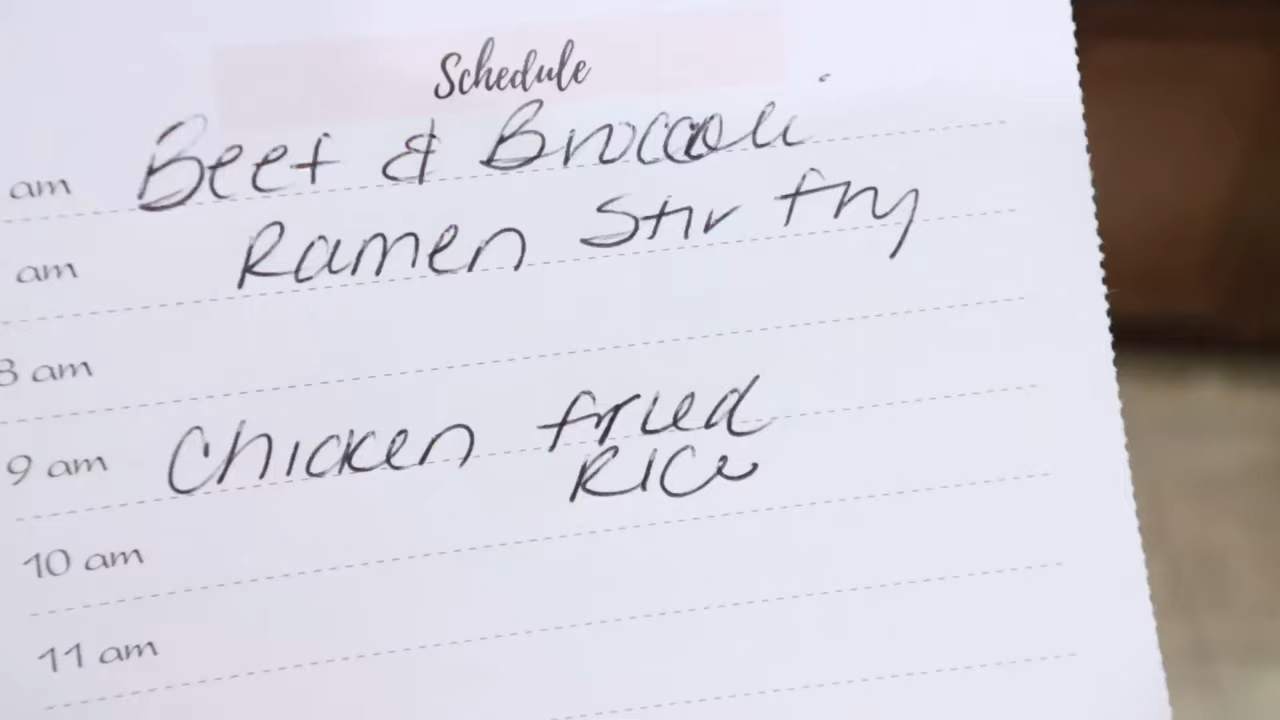 Schedule
am Beef & Broccoli
am Ramen Stir fry
8 am
9 am Chicken fried
Rice
10 am
11 am